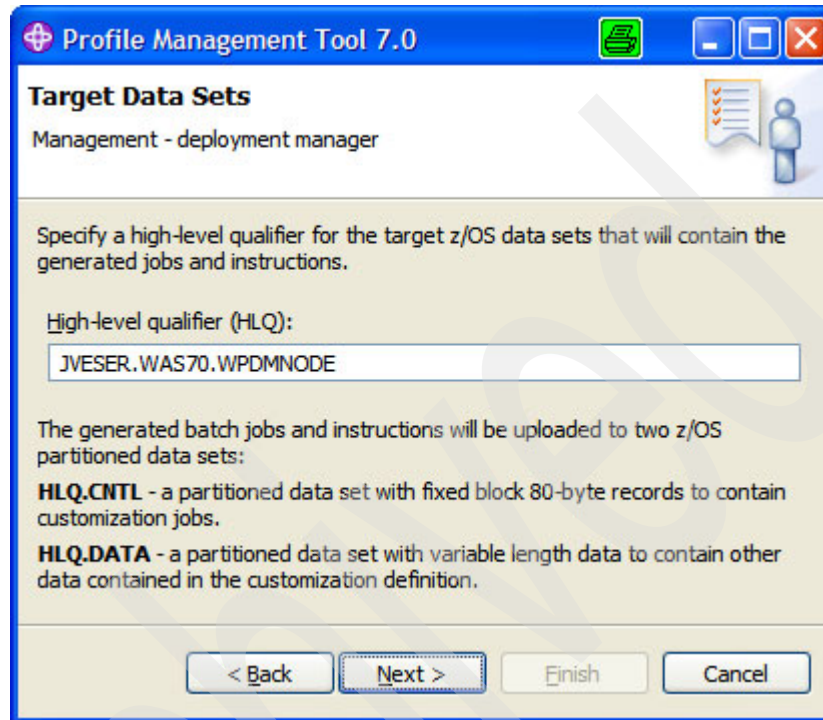 Profile Management Tool 7.0
Target Data Sets
Management - deployment manager
Specify a high-level qualifier for the target z/OS data sets that will contain the
generated jobs and instructions.
High-level qualifier (HLQ):
JVESER.WAS70.WPDMNODE
The generated batch jobs and instructions will be uploaded to two z/OS
partitioned data sets:
HLQ.CNTL - a partitioned data set with fixed block 80-byte records to contain
customization jobs.
HLQ.DATA - a partitioned data set with variable length data to contain other
data contained in the customization definition.
< Back Next > Finish Cancel